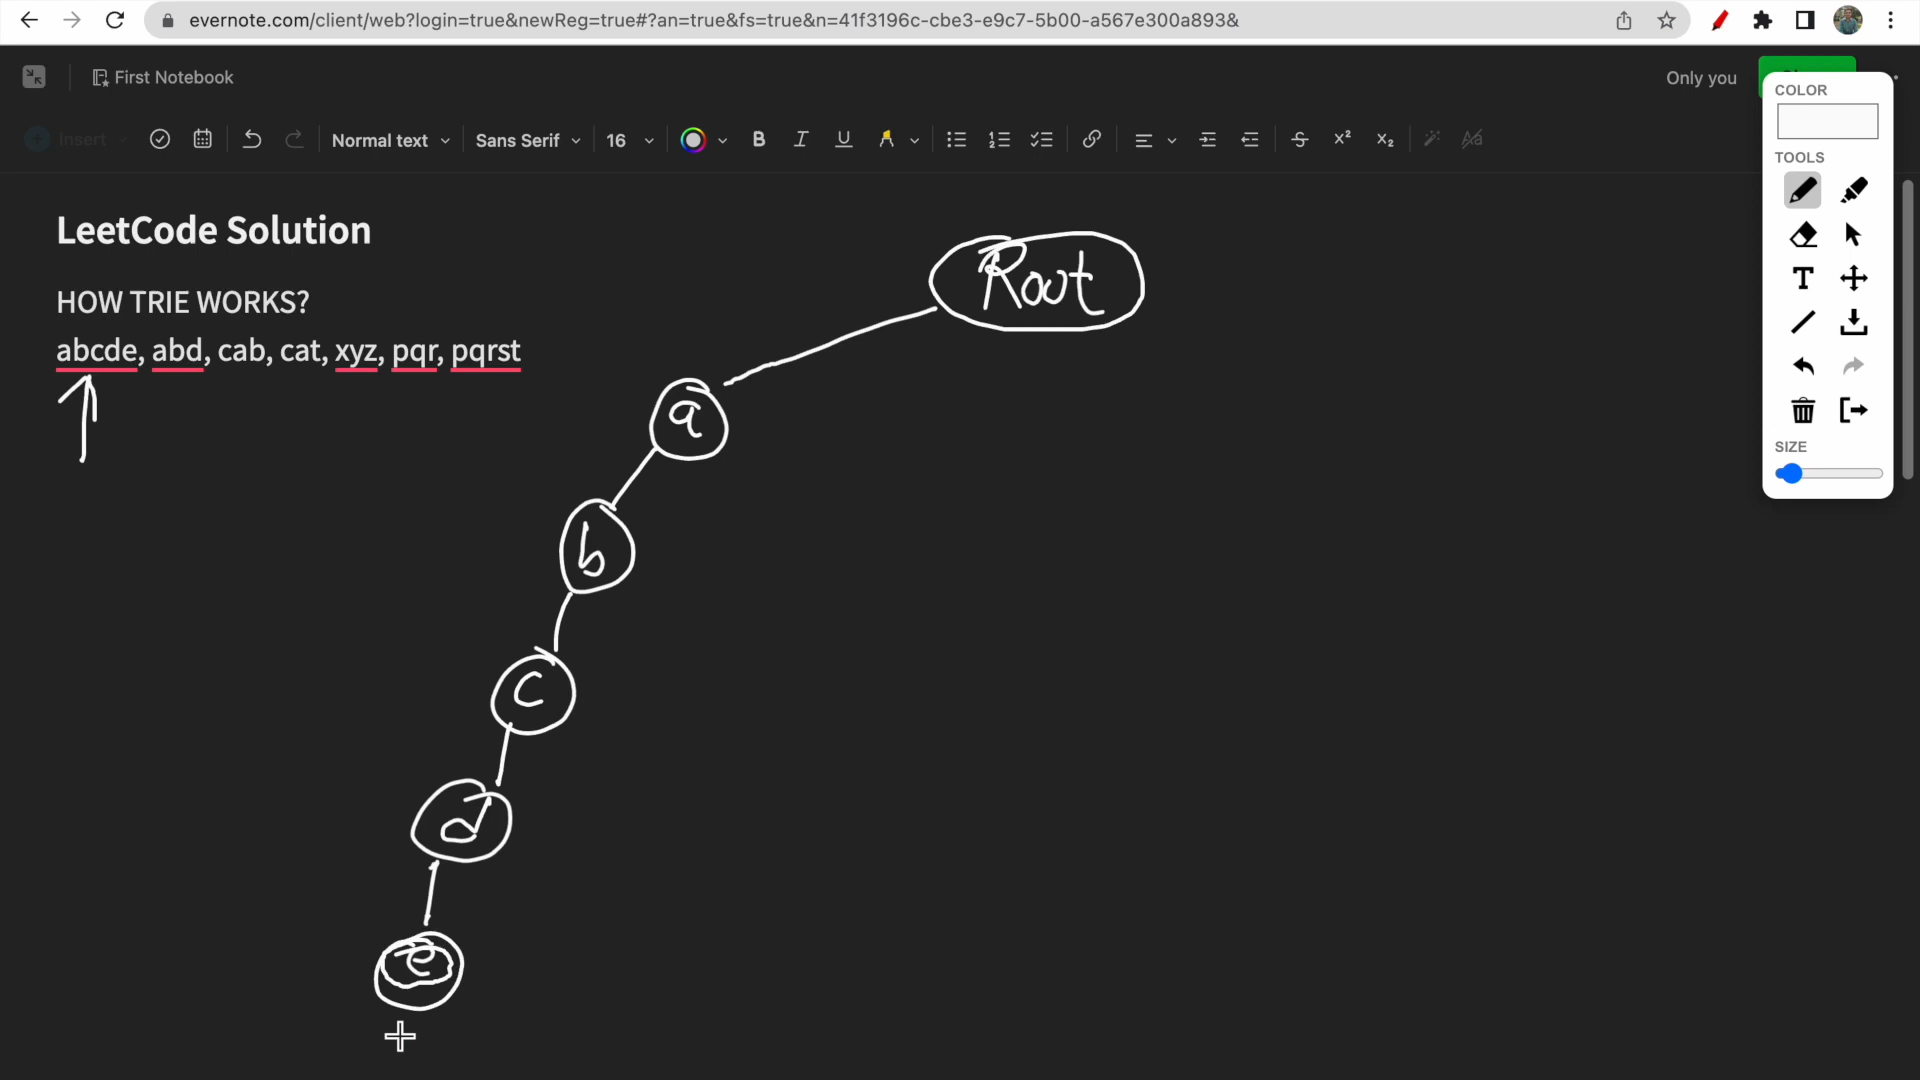 evernote.com/client/web?login=true&newReg=true#?an=true&fs=true&n=41f3196c-cbe3-e9c7-5b00-a567e300a893&
First Notebook
Only you
Insert
Normal text
Sans Serif
16
B I U
X²
X₂
COLOR
TOOLS
T
SIZE
LeetCode Solution
HOW TRIE WORKS?
abcde, abd, cab, cat, xyz, pqr, pqrst
Root
a
b
c
d
e